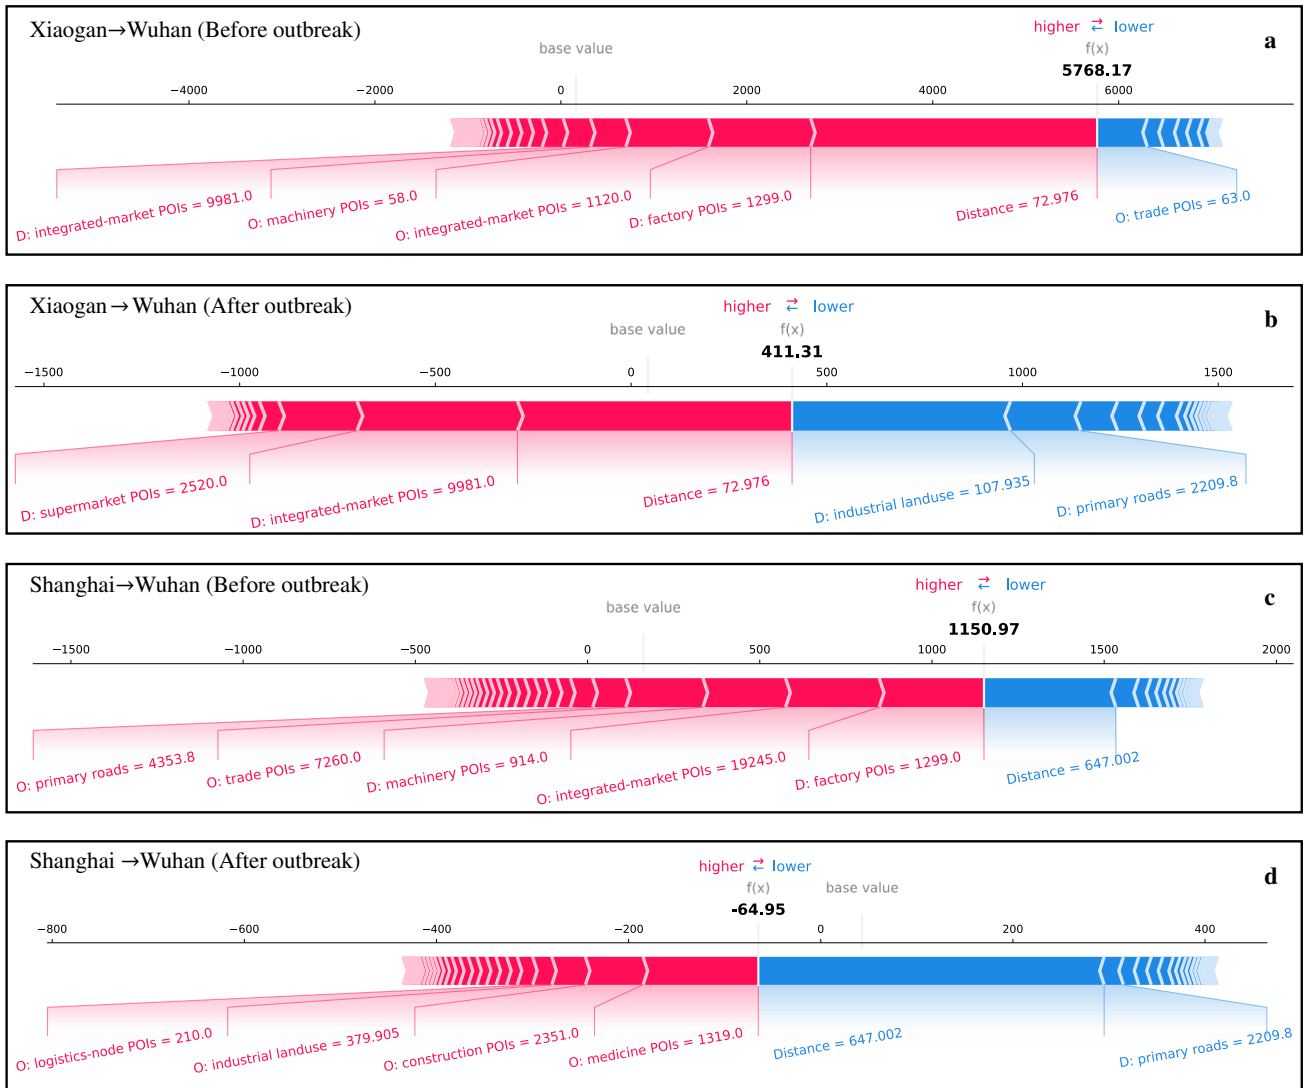 Xiaogan→Wuhan (Before outbreak)
higher ⇄ lower
a
base value
f(x)
5768.17
−4000 −2000 0 2000 4000 6000
D: integrated-market POIs = 9981.0
O: machinery POIs = 58.0
O: integrated-market POIs = 1120.0
D: factory POIs = 1299.0
Distance = 72.976
O: trade POIs = 63.0
Xiaogan→Wuhan (After outbreak)
higher ⇄ lower
b
base value
f(x)
411.31
−1500 −1000 −500 0 500 1000 1500
D: supermarket POIs = 2520.0
D: integrated-market POIs = 9981.0
Distance = 72.976
D: industrial landuse = 107.935
D: primary roads = 2209.8
Shanghai→Wuhan (Before outbreak)
higher ⇄ lower
c
base value
f(x)
1150.97
−1500 −1000 −500 0 500 1000 1500 2000
O: primary roads = 4353.8
O: trade POIs = 7260.0
D: machinery POIs = 914.0
O: integrated-market POIs = 19245.0
D: factory POIs = 1299.0
Distance = 647.002
Shanghai →Wuhan (After outbreak)
higher ⇄ lower
d
f(x)
base value
-64.95
−800 −600 −400 −200 0 200 400
O: logistics-node POIs = 210.0
O: industrial landuse = 379.905
O: construction POIs = 2351.0
O: medicine POIs = 1319.0
Distance = 647.002
D: primary roads = 2209.8